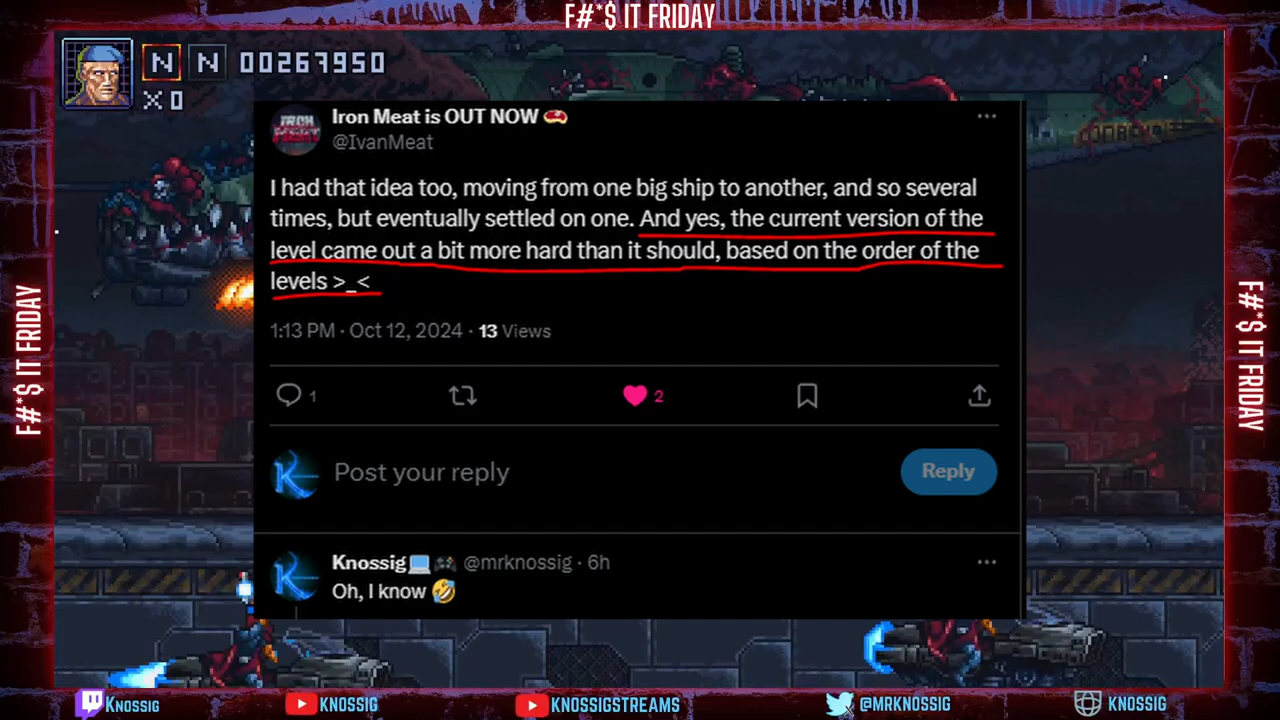 F#*$ IT FRIDAY
N N 00267950
X 0
Iron Meat is OUT NOW 🥩
@IvanMeat
I had that idea too, moving from one big ship to another, and so several
times, but eventually settled on one. And yes, the current version of the
level came out a bit more hard than it should, based on the order of the
levels >_<
1:13 PM · Oct 12, 2024 · 13 Views
1
2
Post your reply
Reply
Knossig💻🎮 @mrknossig · 6h
Oh, I know 🤣
F#*$ IT FRIDAY
F#*$ IT FRIDAY
Knossig
KNOSSIG
KNOSSIGSTREAMS
@MRKNOSSIG
KNOSSIG